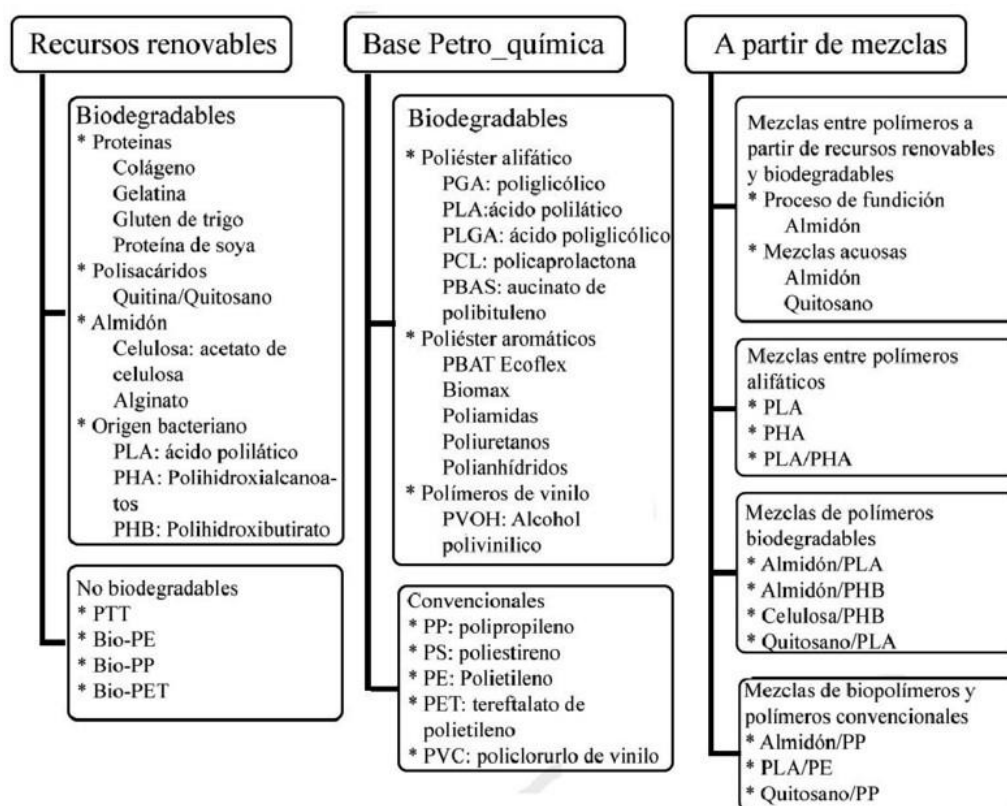 Recursos renovables
Biodegradables
* Proteinas
Colágeno
Gelatina
Gluten de trigo
Proteína de soya
* Polisacáridos
Quitina/Quitosano
* Almidón
Celulosa: acetato de
celulosa
Alginato
* Origen bacteriano
PLA: ácido polilático
PHA: Polihidroxialcanoa-
tos
PHB: Polihidroxibutirato
No biodegradables
* PTT
* Bio-PE
* Bio-PP
* Bio-PET
Base Petro_química
Biodegradables
* Poliéster alifático
PGA: poliglicólico
PLA:ácido polilático
PLGA: ácido poliglicólico
PCL: policaprolactona
PBAS: aucinato de
polibituleno
* Poliéster aromáticos
PBAT Ecoflex
Biomax
Poliamidas
Poliuretanos
Polianhídridos
* Polímeros de vinilo
PVOH: Alcohol
polivinilico
Convencionales
* PP: polipropileno
* PS: poliestireno
* PE: Polietileno
* PET: tereftalato de
polietileno
* PVC: policlorurlo de vinilo
A partir de mezclas
Mezclas entre polímeros a
partir de recursos renovables
y biodegradables
* Proceso de fundición
Almidón
* Mezclas acuosas
Almidón
Quitosano
Mezclas entre polímeros
alifáticos
* PLA
* PHA
* PLA/PHA
Mezclas de polímeros
biodegradables
* Almidón/PLA
* Almidón/PHB
* Celulosa/PHB
* Quitosano/PLA
Mezclas de biopolímeros y
polímeros convencionales
* Almidón/PP
* PLA/PE
* Quitosano/PP